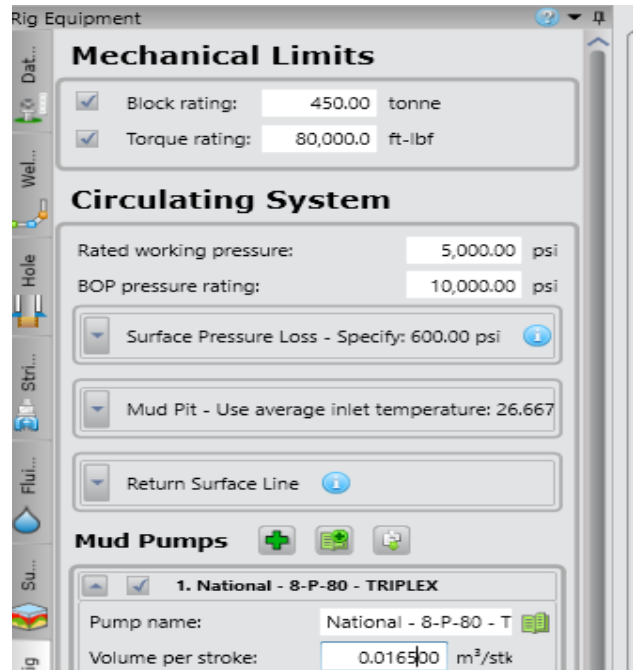 Rig Equipment
Mechanical Limits
Block rating: 450.00 tonne
Torque rating: 80,000.0 ft-lbf
Circulating System
Rated working pressure: 5,000.00 psi
BOP pressure rating: 10,000.00 psi
Surface Pressure Loss - Specify: 600.00 psi
Mud Pit - Use average inlet temperature: 26.667
Return Surface Line
Mud Pumps
1. National - 8-P-80 - TRIPLEX
Pump name: National - 8-P-80 - T
Volume per stroke: 0.016500 m³/stk
Dat...
Wel...
Hole
Stri...
Flui...
Su...
Rig